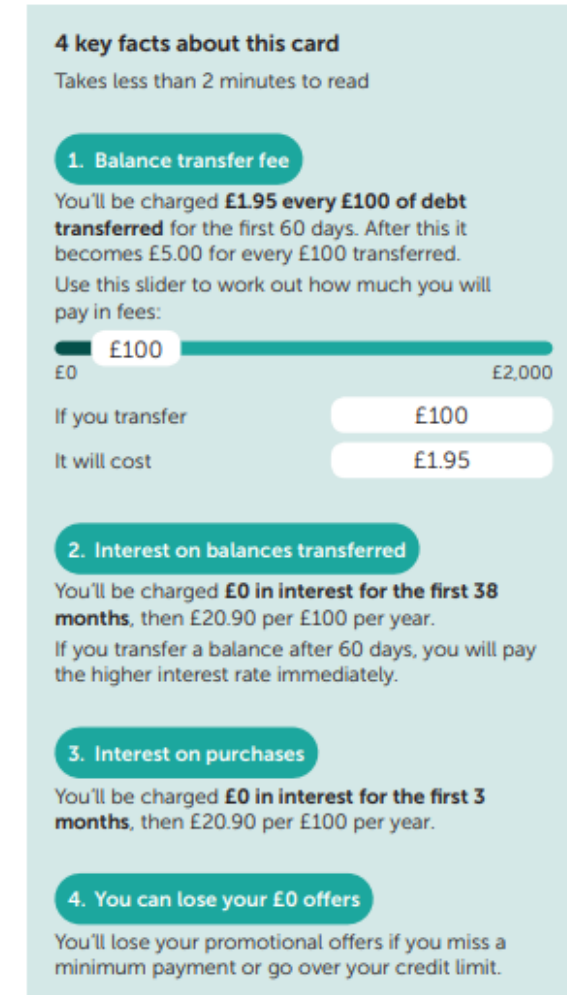 4 key facts about this card
Takes less than 2 minutes to read
1. Balance transfer fee
You'll be charged £1.95 every £100 of debt
transferred for the first 60 days. After this it
becomes £5.00 for every £100 transferred.
Use this slider to work out how much you will
pay in fees:
£100
£0 £2,000
If you transfer £100
It will cost £1.95
2. Interest on balances transferred
You'll be charged £0 in interest for the first 38
months, then £20.90 per £100 per year.
If you transfer a balance after 60 days, you will pay
the higher interest rate immediately.
3. Interest on purchases
You'll be charged £0 in interest for the first 3
months, then £20.90 per £100 per year.
4. You can lose your £0 offers
You'll lose your promotional offers if you miss a
minimum payment or go over your credit limit.